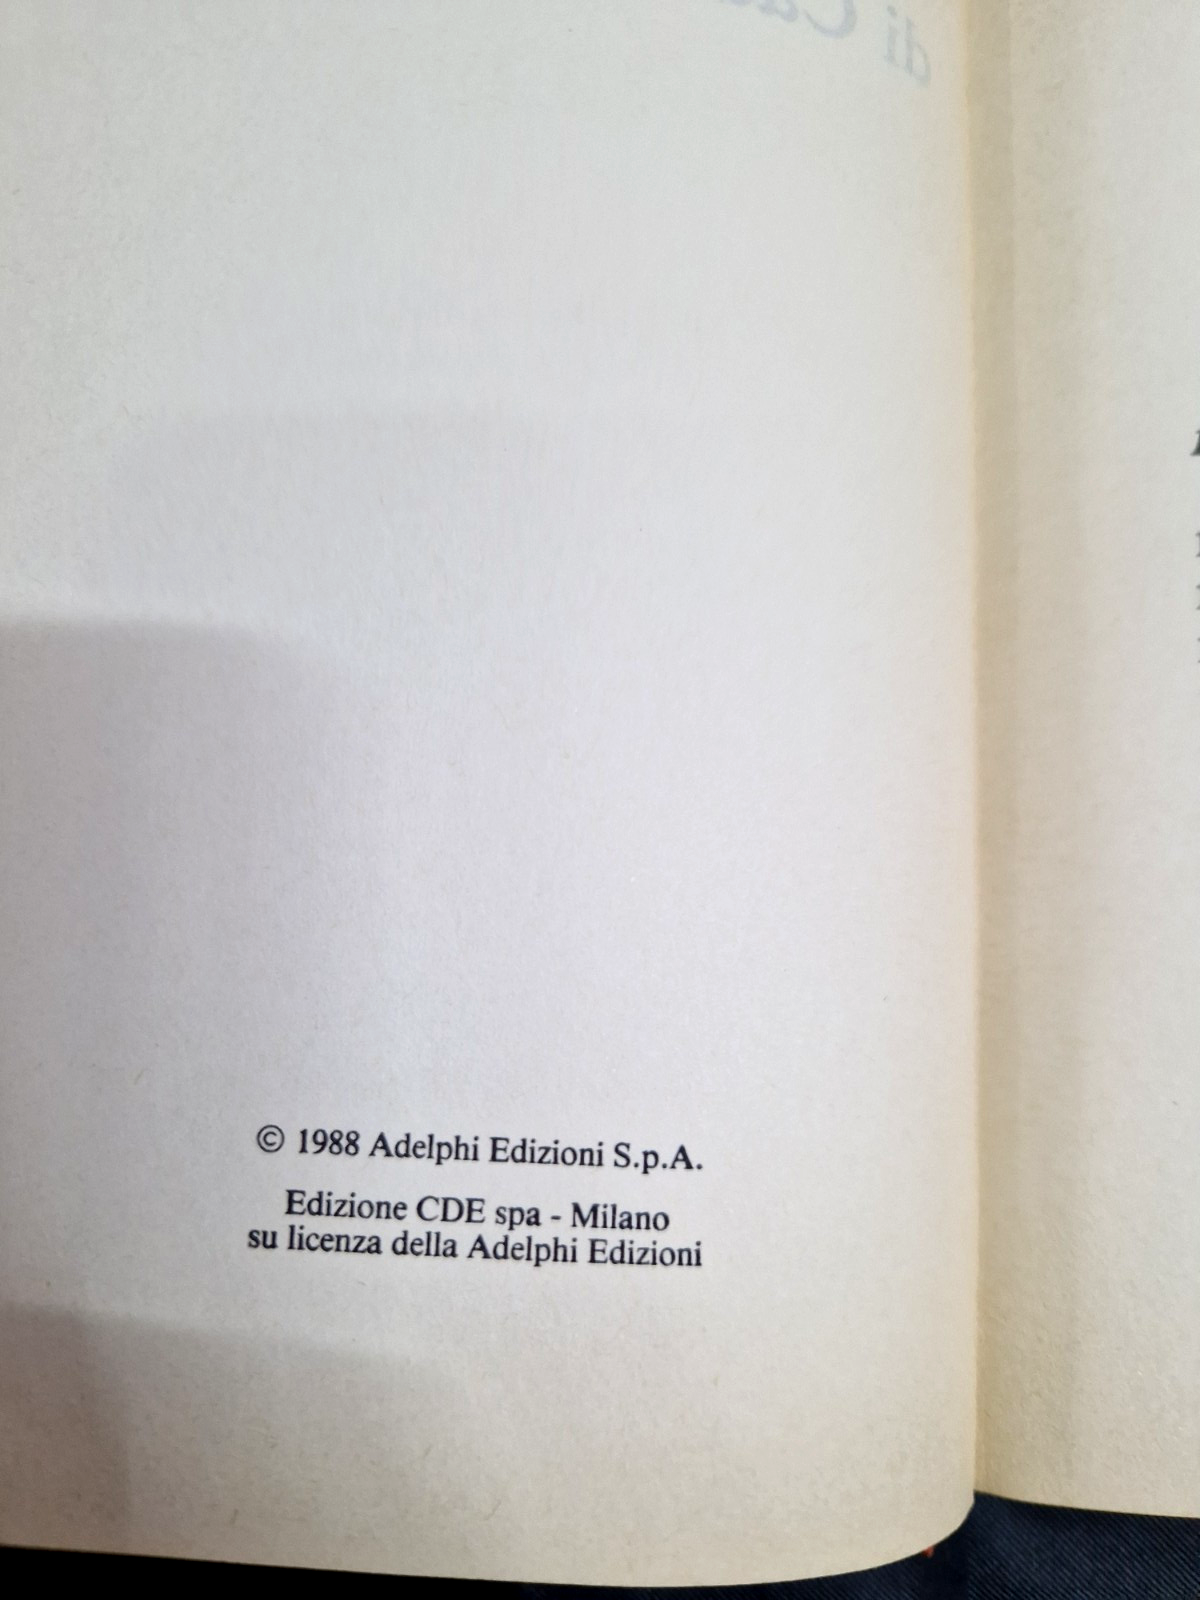 © 1988 Adelphi Edizioni S.p.A.
Edizione CDE spa - Milano
su licenza della Adelphi Edizioni